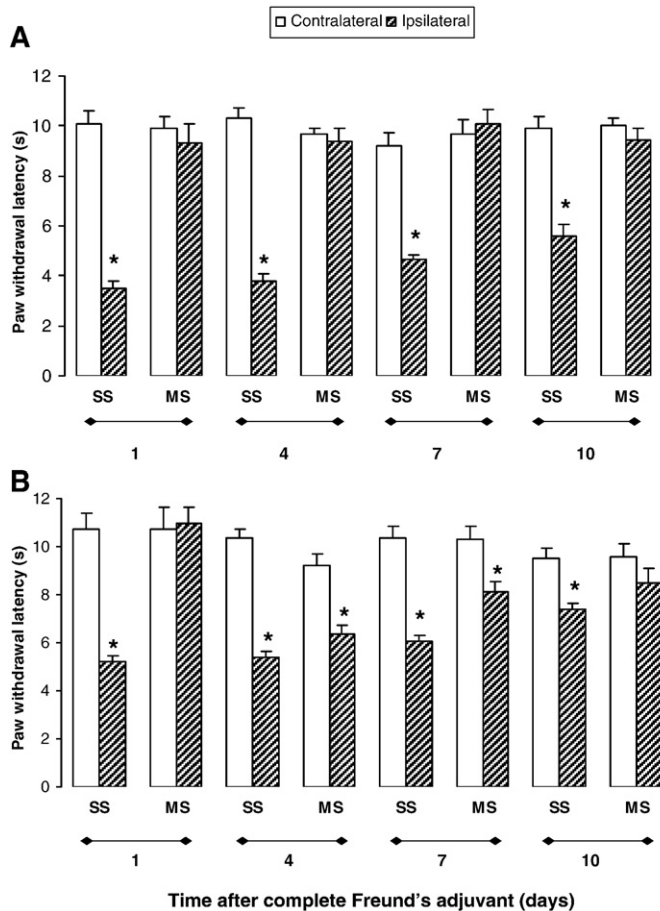 Contralateral Ipsilateral
A
Paw withdrawal latency (s)
12
10
8
6
4
2
0
* * * *
SS MS SS MS SS MS SS MS
1 4 7 10
B
Paw withdrawal latency (s)
12
10
8
6
4
2
0
* * * * * *
SS MS SS MS SS MS SS MS
1 4 7 10
Time after complete Freund's adjuvant (days)